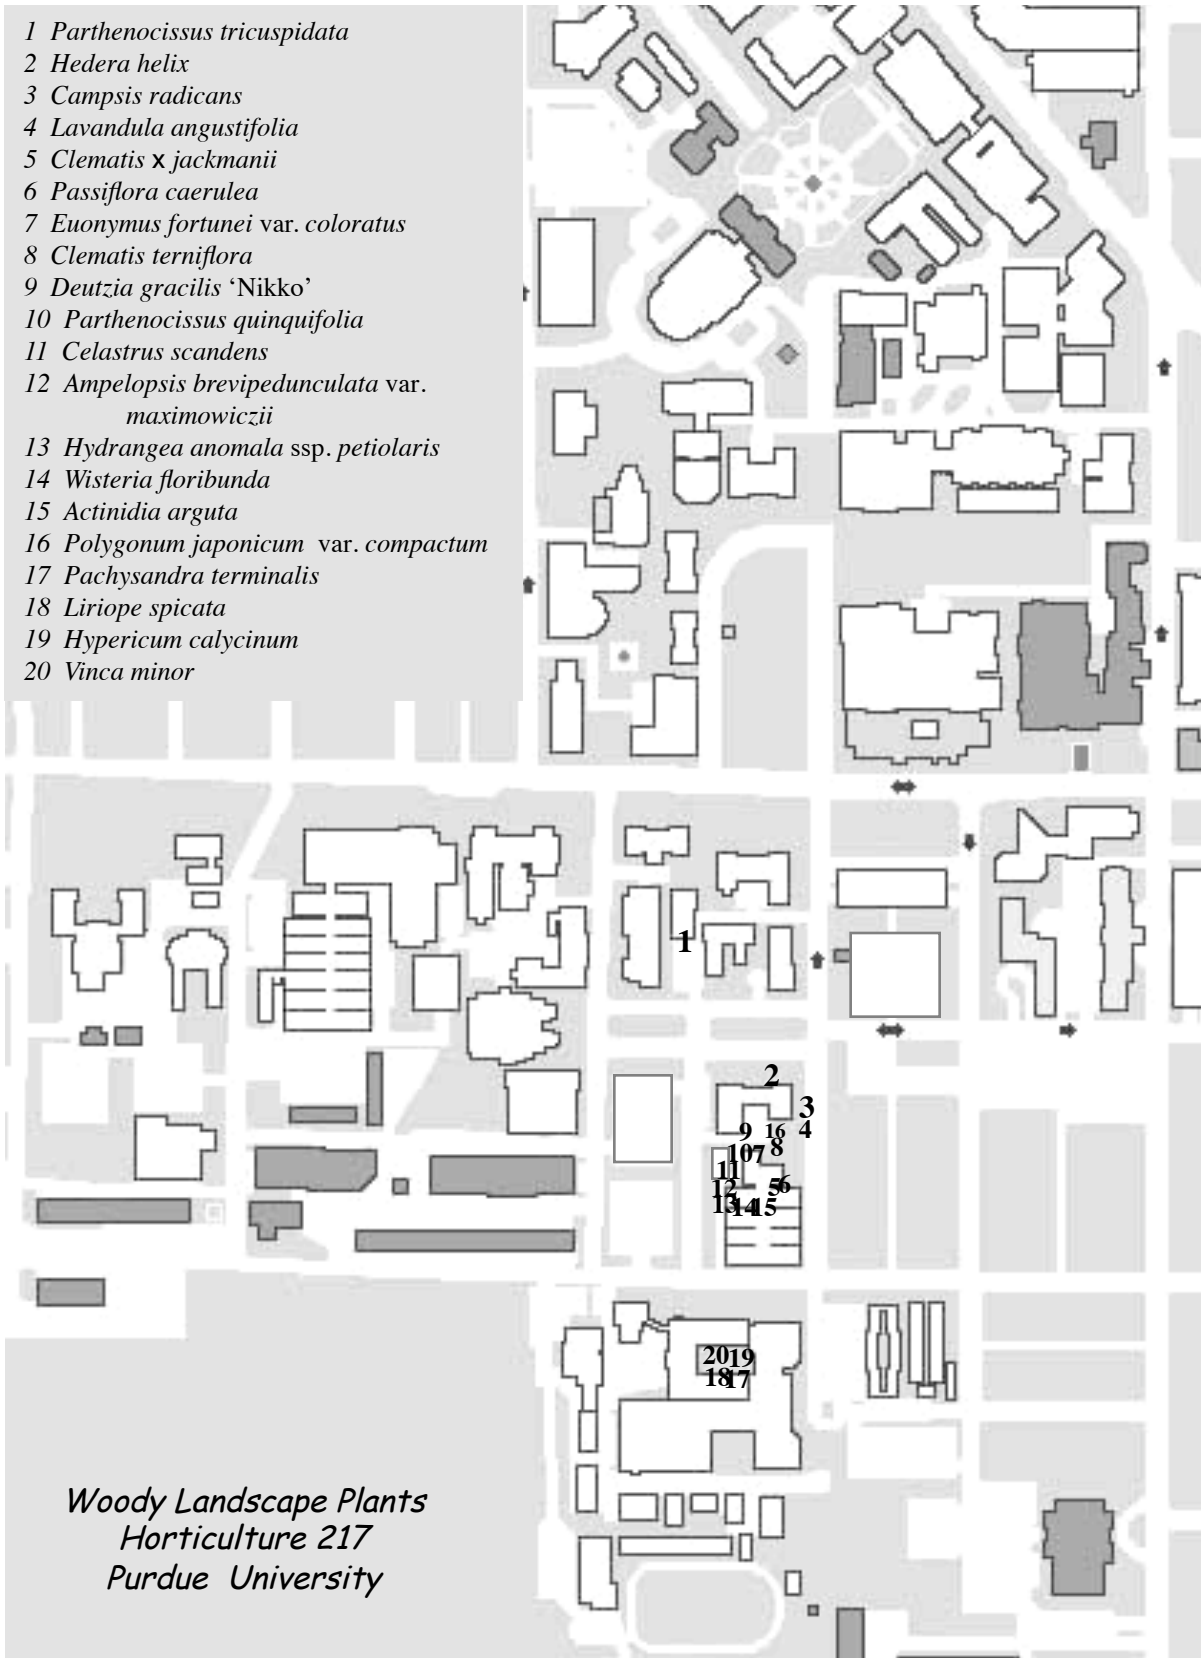 1 Parthenocissus tricuspidata
2 Hedera helix
3 Campsis radicans
4 Lavandula angustifolia
5 Clematis x jackmanii
6 Passiflora caerulea
7 Euonymus fortunei var. coloratus
8 Clematis terniflora
9 Deutzia gracilis ‘Nikko’
10 Parthenocissus quinquifolia
11 Celastrus scandens
12 Ampelopsis brevipedunculata var.
maximowiczii
13 Hydrangea anomala ssp. petiolaris
14 Wisteria floribunda
15 Actinidia arguta
16 Polygonum japonicum var. compactum
17 Pachysandra terminalis
18 Liriope spicata
19 Hypericum calycinum
20 Vinca minor
1
2
3
9 16 4
10 7 8
11
12 5 6
13 14 15
20 19
18 17
Woody Landscape Plants
Horticulture 217
Purdue University